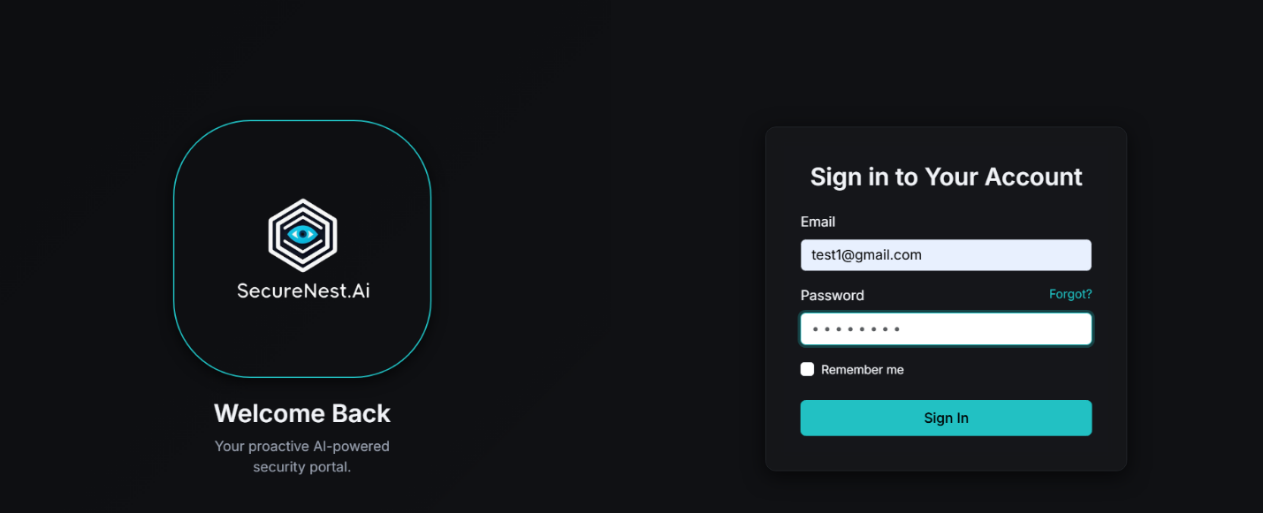 SecureNest.Ai
Welcome Back
Your proactive AI-powered
security portal.
Sign in to Your Account
Email
test1@gmail.com
Password
Forgot?
••••••••
Remember me
Sign In